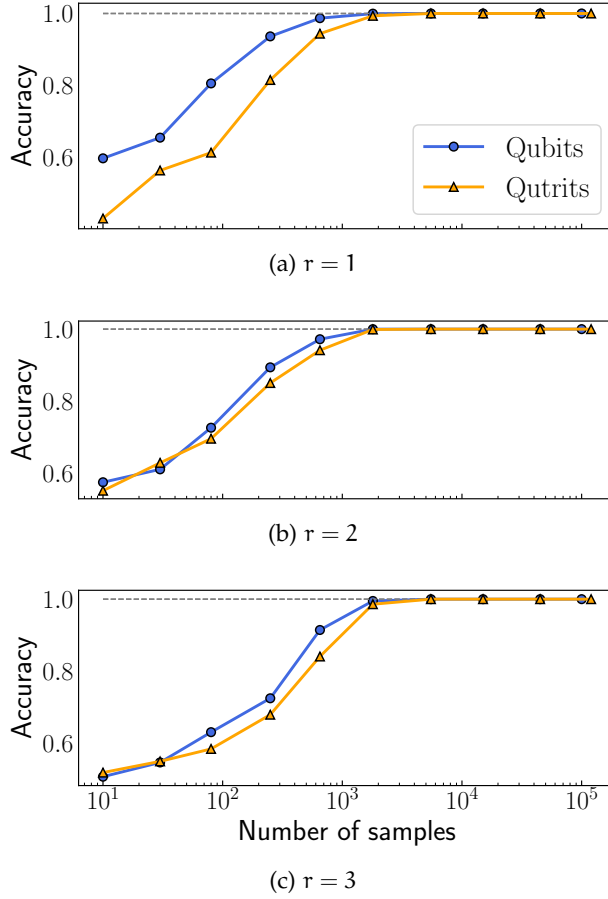 1.0
0.8
0.6
Accuracy
Qubits
Qutrits
(a) r = 1
1.0
0.8
0.6
Accuracy
(b) r = 2
1.0
0.8
0.6
Accuracy
10¹ 10² 10³ 10⁴ 10⁵
Number of samples
(c) r = 3